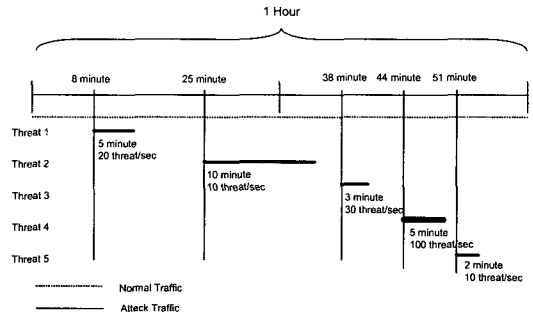 1 Hour
8 minute
25 minute
38 minute
44 minute
51 minute
Threat 1
5 minute
20 threat/sec
Threat 2
10 minute
10 threat/sec
Threat 3
3 minute
30 threat/sec
Threat 4
5 minute
100 threat/sec
Threat 5
2 minute
10 threat/sec
Normal Traffic
Atteck Traffic